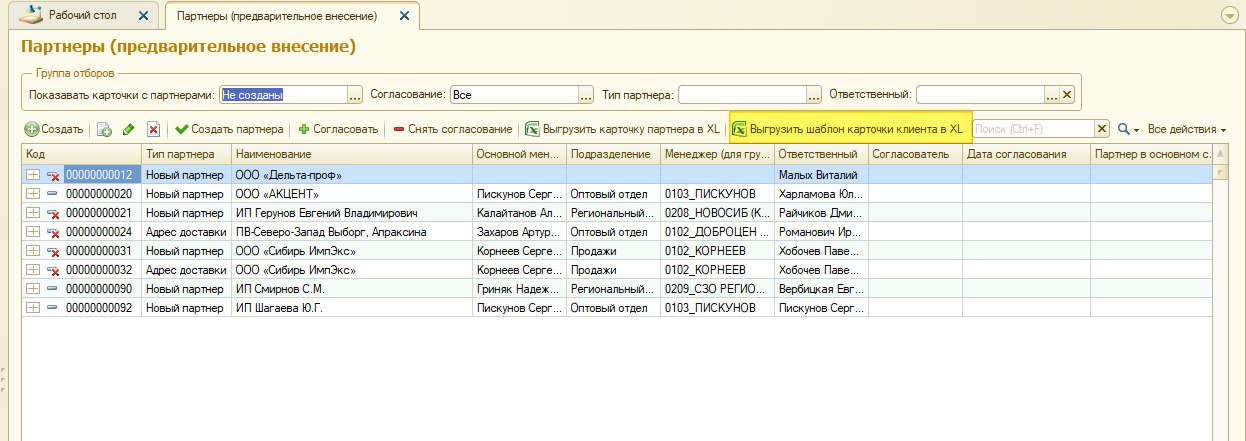 Рабочий стол Партнеры (предварительное внесение)
Партнеры (предварительное внесение)
Группа отборов
Показавать карточки с партнерами: Не созданы ... Согласование: Все ... Тип партнера: ... Ответственный: ...
Создать Создать партнера Согласовать Снять согласование Выгрузить карточку партнера в XL Выгрузить шаблон карточки клиента в XL Поиск (Ctrl+F) Все действия
Код Тип партнера Наименование Основной мен... Подразделение Менеджер (для гру... Ответственный Согласователь Дата согласования Партнер в основном с...
00000000012 Новый партнер ООО «Дельта-проф» Малых Виталий
00000000020 Новый партнер ООО «АКЦЕНТ» Пискунов Серг... Оптовый отдел 0103_ПИСКУНОВ Харламова Юл...
00000000021 Новый партнер ИП Герунов Евгений Владимирович Калайтанов Ал... Региональный... 0208_НОВОСИБ (К... Райчиков Дми...
00000000024 Адрес доставки ПВ-Северо-Запад Выборг, Апраксина Захаров Артур... Оптовый отдел 0102_ДОБРОЦЕН ... Романович Ир...
00000000031 Новый партнер ООО «Сибирь ИмпЭкс» Корнеев Серге... Продажи 0102_КОРНЕЕВ Хобочев Паве...
00000000032 Адрес доставки ООО «Сибирь ИмпЭкс» Корнеев Серге... Продажи 0102_КОРНЕЕВ Хобочев Паве...
00000000090 Новый партнер ИП Смирнов С.М. Гриняк Надеж... Региональный... 0209_СЗО РЕГИО... Вербицкая Евг...
00000000092 Новый партнер ИП Шагаева Ю.Г. Пискунов Серг... Оптовый отдел 0103_ПИСКУНОВ Пискунов Серг...